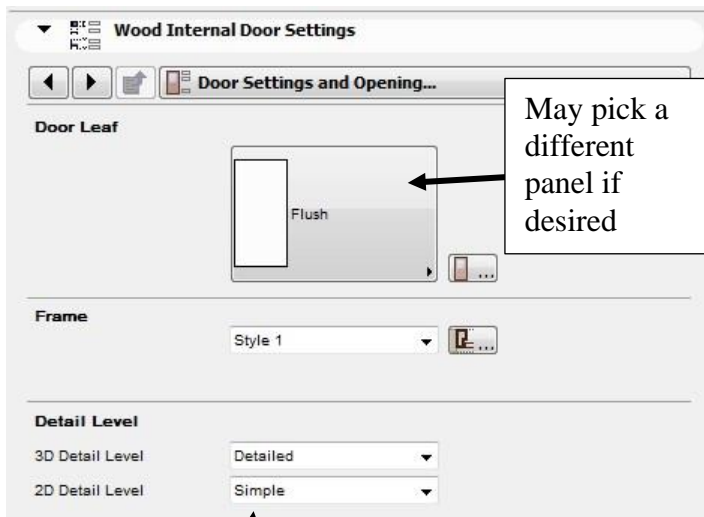 Wood Internal Door Settings
Door Settings and Opening...
May pick a
different
panel if
desired
Door Leaf
Flush
...
Frame
Style 1
...
Detail Level
3D Detail Level Detailed
2D Detail Level Simple